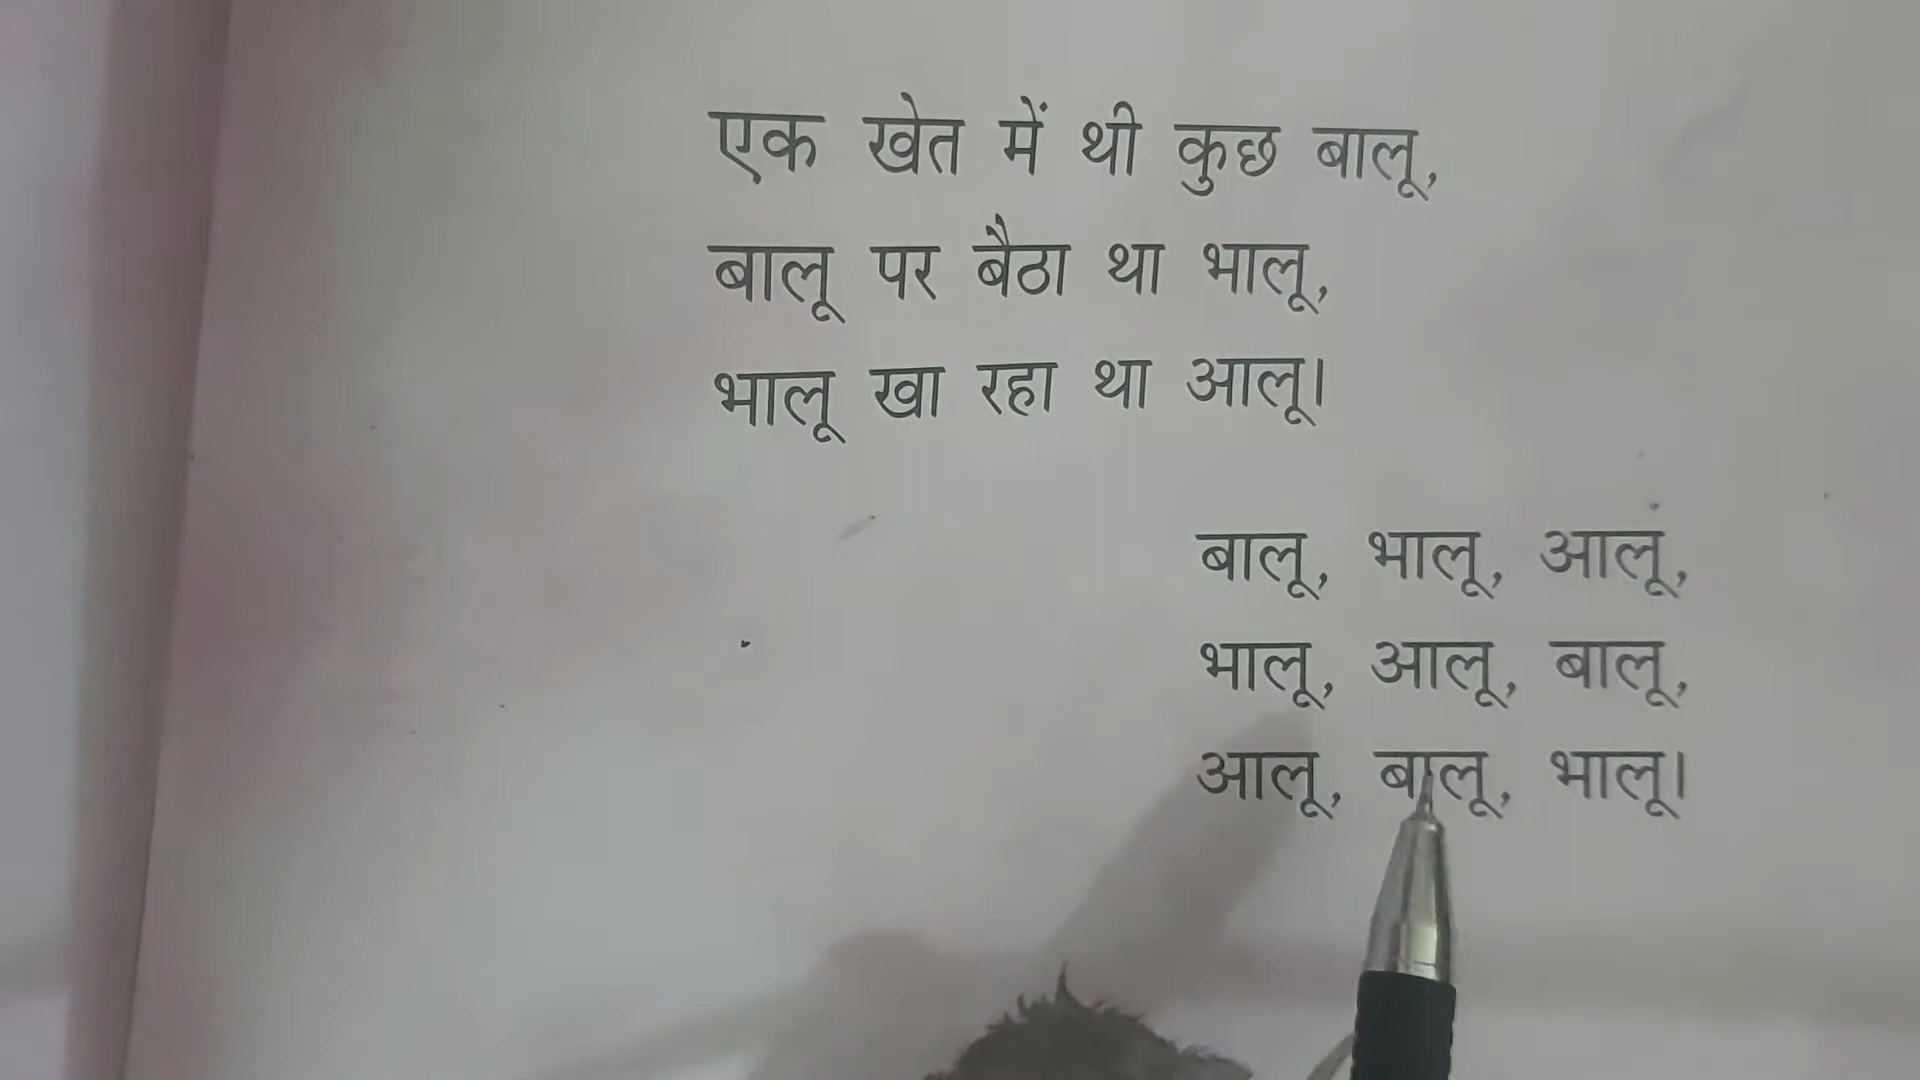 एक खेत में थी कुछ बालू,
बालू पर बैठा था भालू,
भालू खा रहा था आलू।
बालू, भालू, आलू,
भालू, आलू, बालू,
आलू, बालू, भालू।